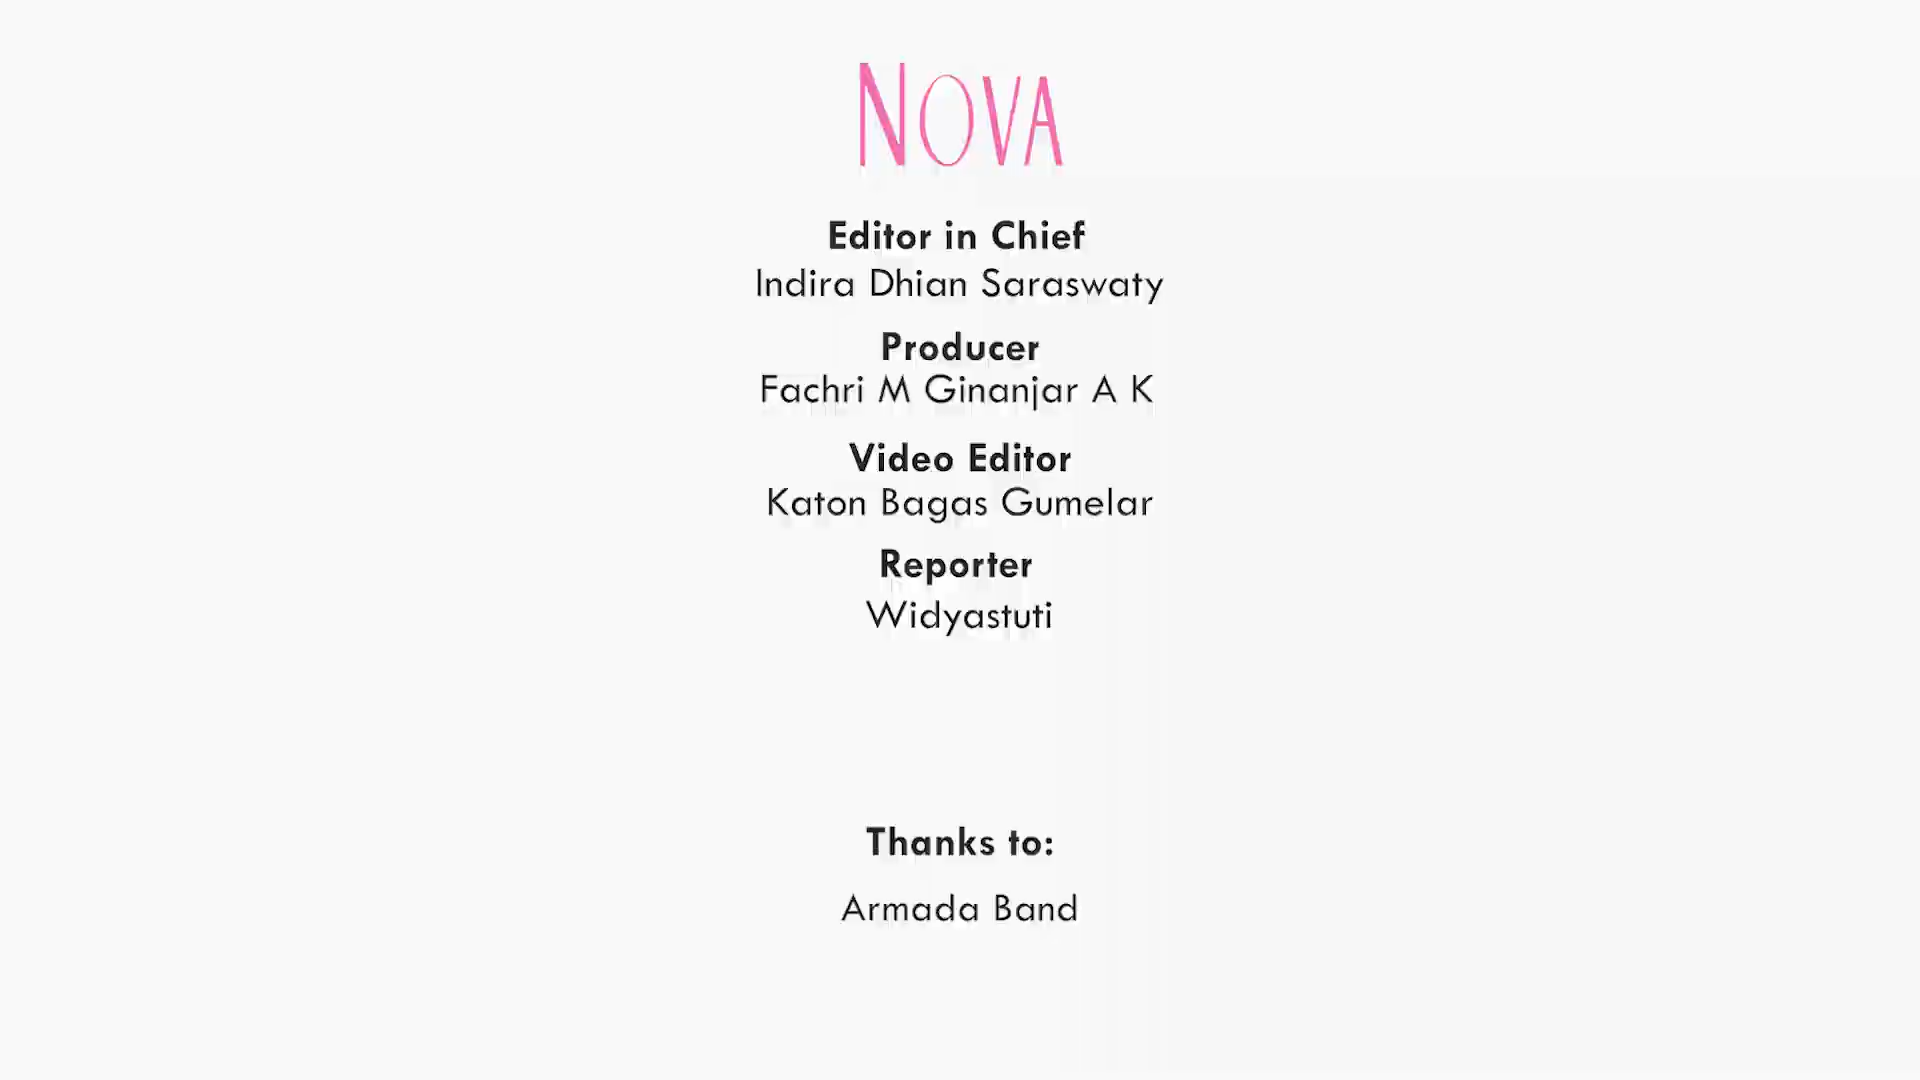 NOVA
Editor in Chief
Indira Dhian Saraswaty
Producer
Fachri M Ginanjar A K
Video Editor
Katon Bagas Gumelar
Reporter
Widyastuti
Thanks to:
Armada Band